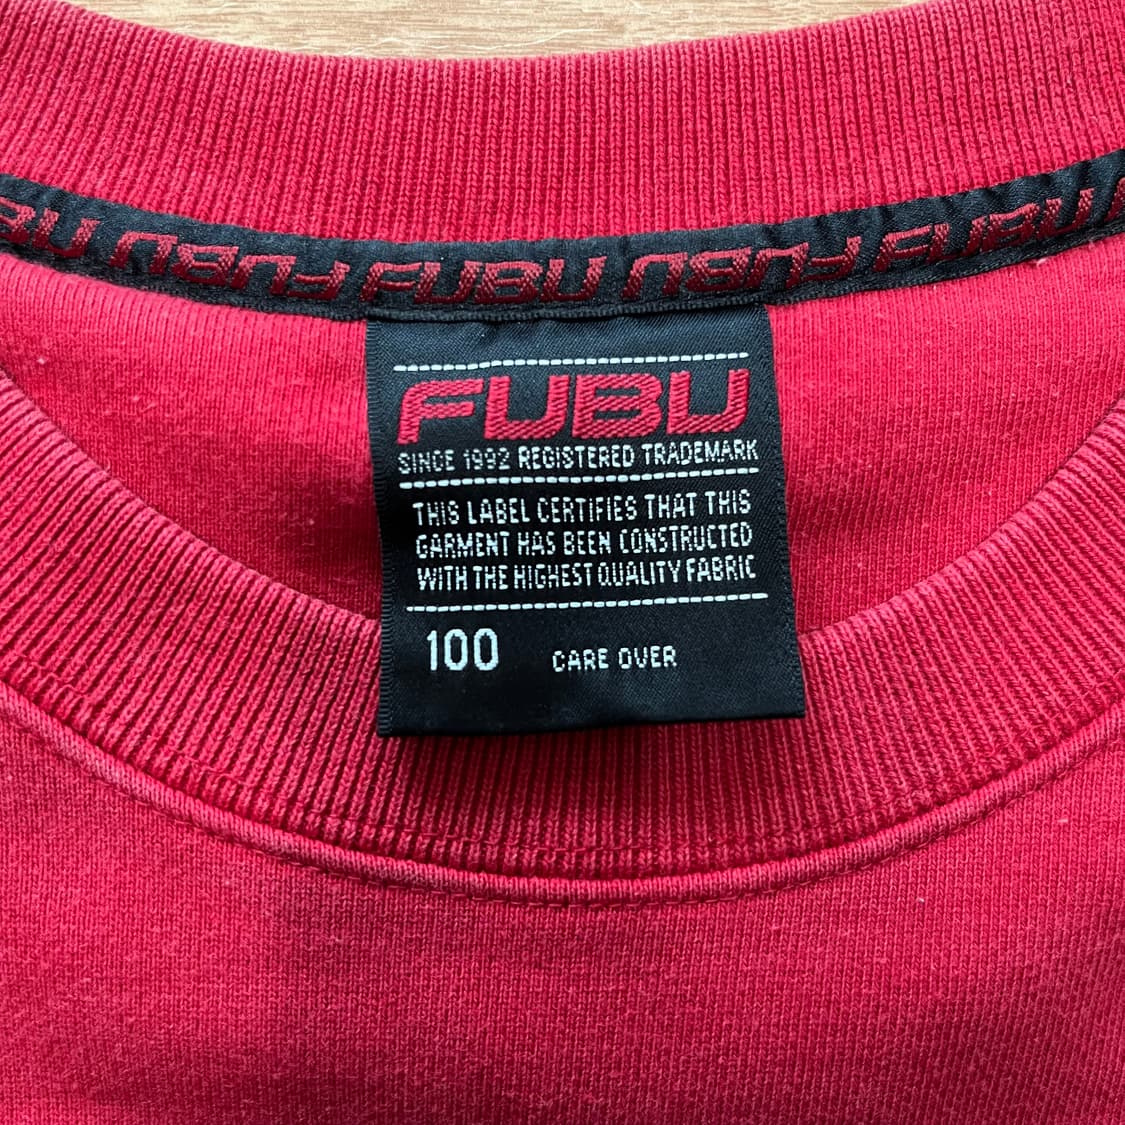 FUBU FUBU FUBU FUBU FUBU
FUBU
SINCE 1992 REGISTERED TRADEMARK
THIS LABEL CERTIFIES THAT THIS
GARMENT HAS BEEN CONSTRUCTED
WITH THE HIGHEST QUALITY FABRIC
100 CARE OVER